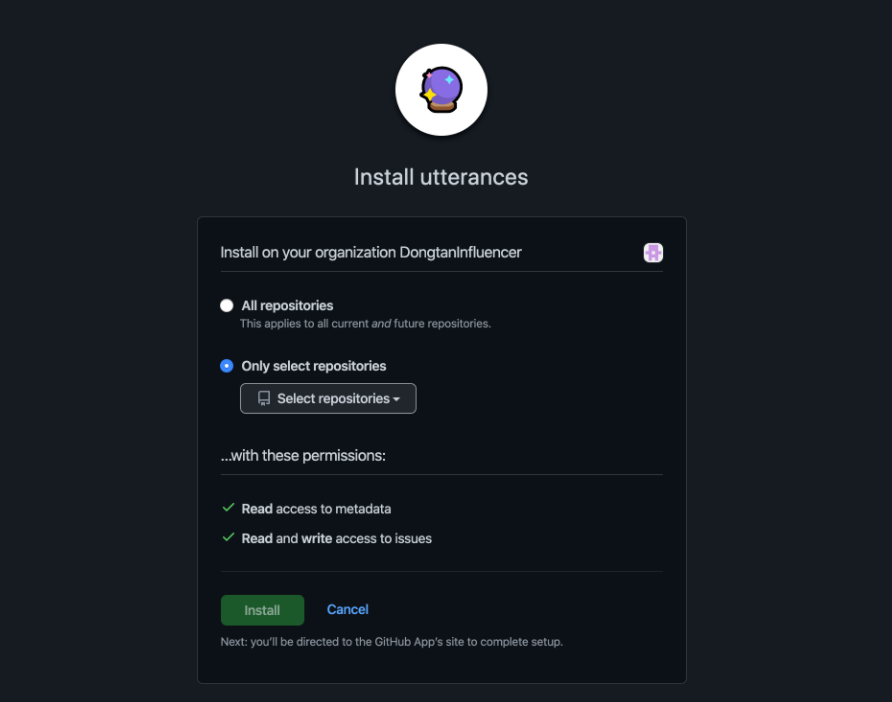 Install utterances
Install on your organization DongtanInfluencer
All repositories
This applies to all current and future repositories.
Only select repositories
Select repositories
...with these permissions:
Read access to metadata
Read and write access to issues
Install
Cancel
Next: you'll be directed to the GitHub App's site to complete setup.